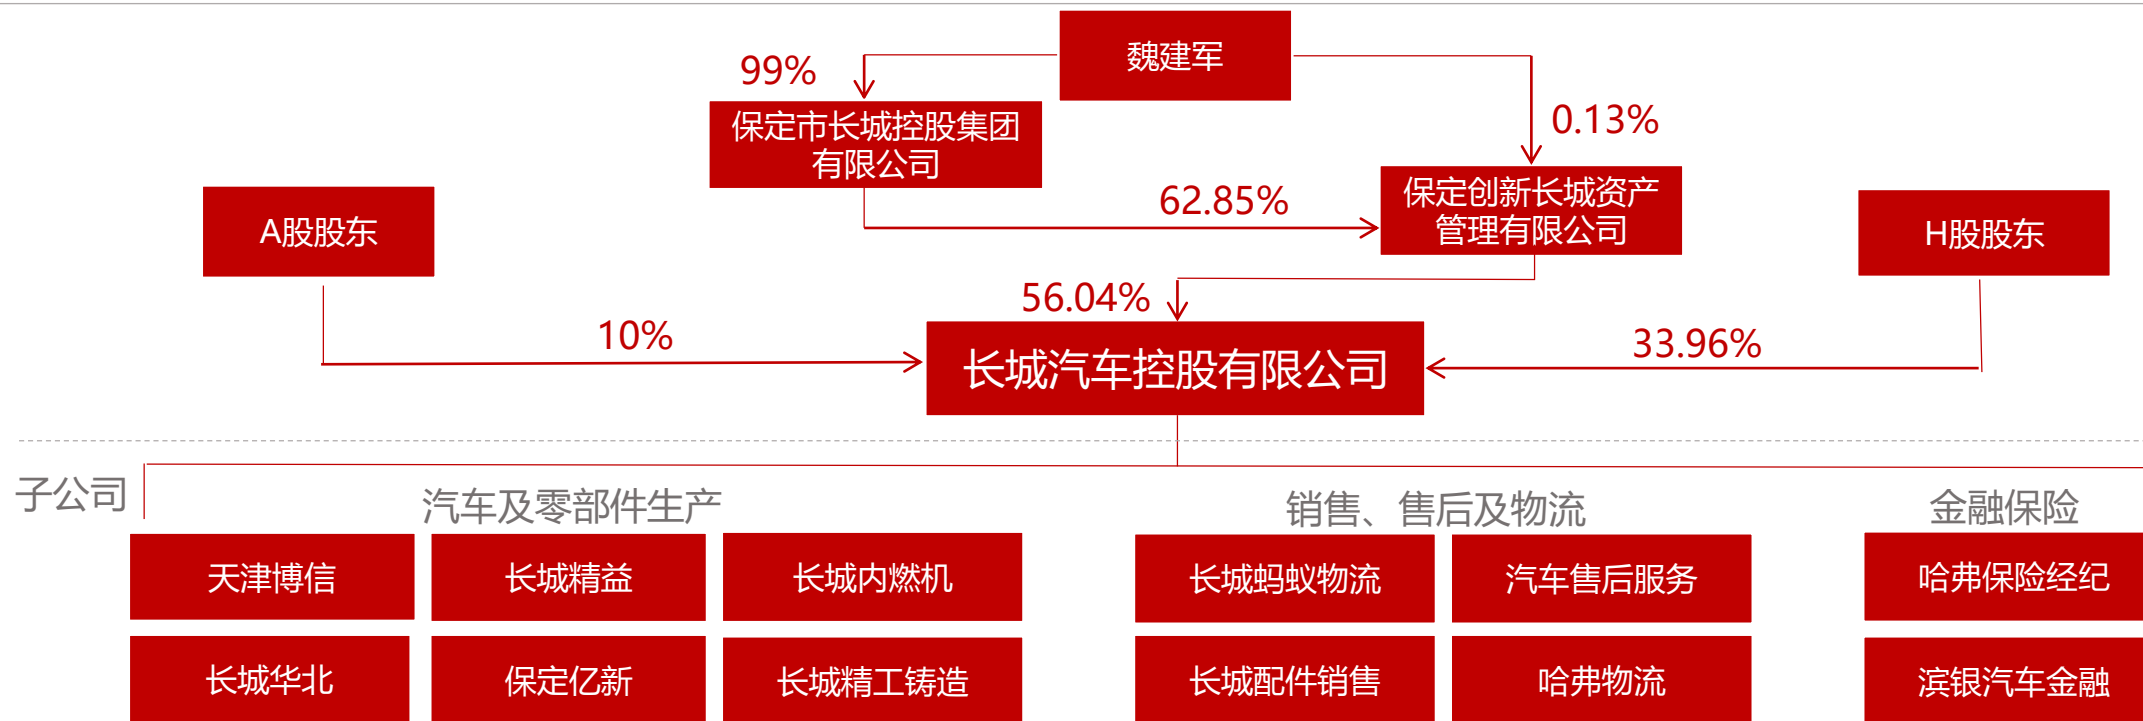 魏建军
99%
保定市长城控股集团
有限公司
0.13%
62.85%
保定创新长城资产
管理有限公司
A股股东
H股股东
56.04%
10%
33.96%
长城汽车控股有限公司
子公司
汽车及零部件生产
销售、售后及物流
金融保险
天津博信
长城精益
长城内燃机
长城蚂蚁物流
汽车售后服务
哈弗保险经纪
长城华北
保定亿新
长城精工铸造
长城配件销售
哈弗物流
滨银汽车金融